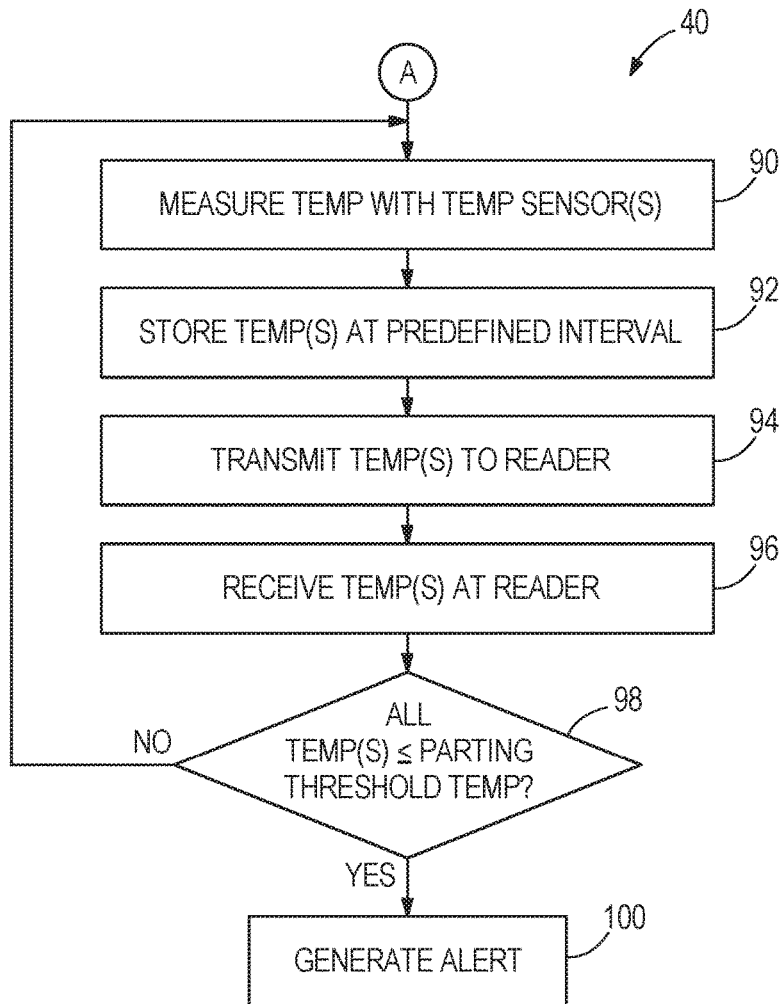 40
A
90
MEASURE TEMP WITH TEMP SENSOR(S)
92
STORE TEMP(S) AT PREDEFINED INTERVAL
94
TRANSMIT TEMP(S) TO READER
96
RECEIVE TEMP(S) AT READER
98
ALL
TEMP(S) ≤ PARTING
THRESHOLD TEMP?
NO
YES
100
GENERATE ALERT